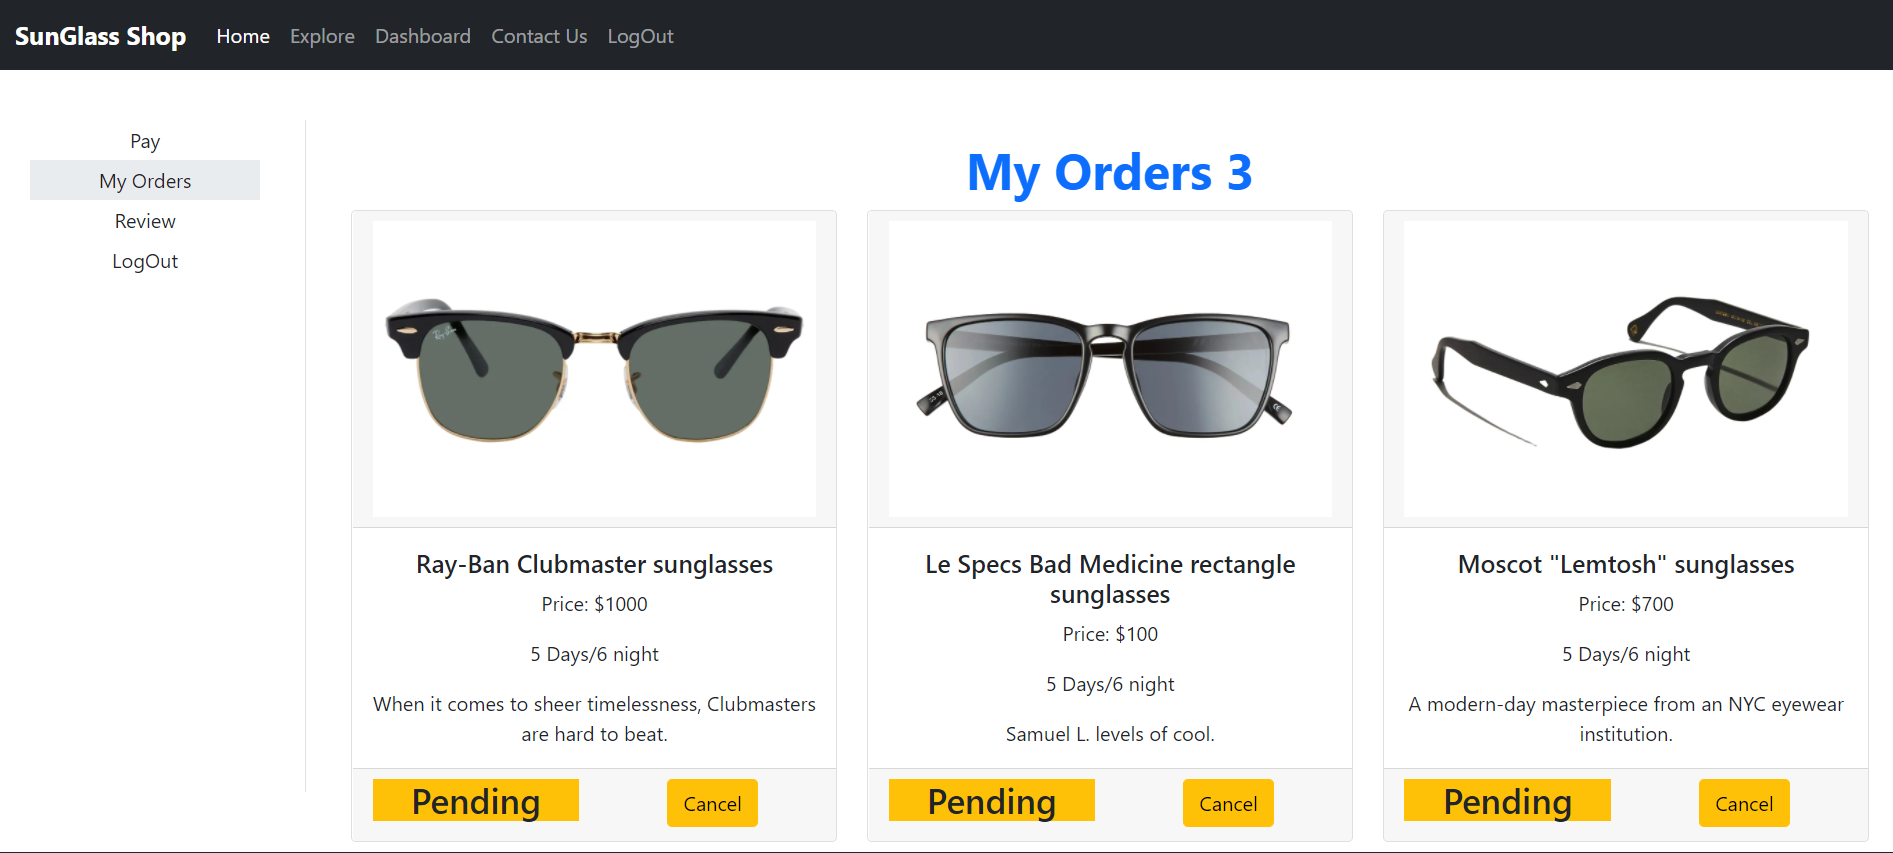 SunGlass Shop Home Explore Dashboard Contact Us LogOut
Pay
My Orders
Review
LogOut
My Orders 3
Ray-Ban
Ray-Ban Clubmaster sunglasses
Price: $1000
5 Days/6 night
When it comes to sheer timelessness, Clubmasters
are hard to beat.
Pending Cancel
Le Specs Bad Medicine rectangle
sunglasses
Price: $100
5 Days/6 night
Samuel L. levels of cool.
Pending Cancel
Moscot "Lemtosh" sunglasses
Price: $700
5 Days/6 night
A modern-day masterpiece from an NYC eyewear
institution.
Pending Cancel